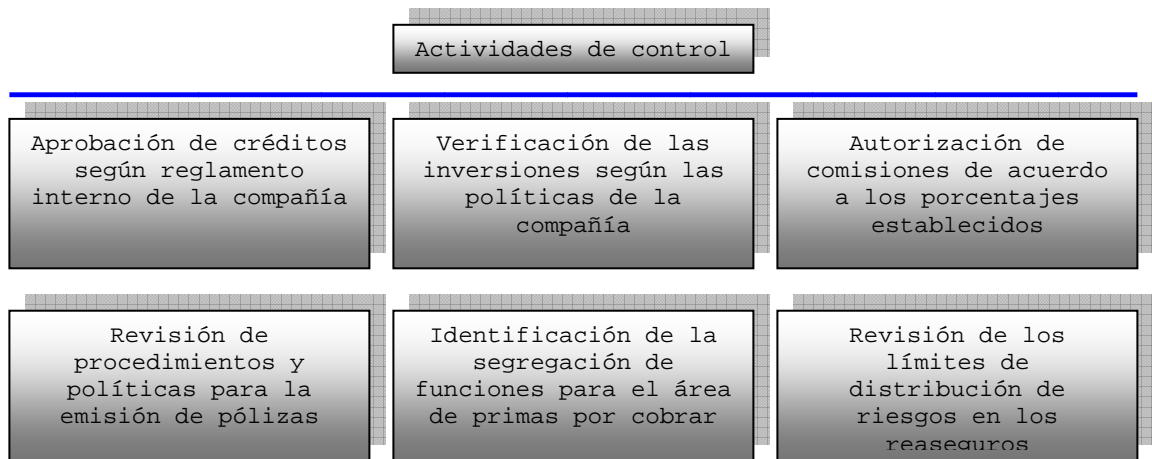 Actividades de control
Aprobación de créditos
según reglamento
interno de la compañía
Verificación de las
inversiones según las
políticas de la
compañía
Autorización de
comisiones de acuerdo
a los porcentajes
establecidos
Revisión de
procedimientos y
políticas para la
emisión de pólizas
Identificación de la
segregación de
funciones para el área
de primas por cobrar
Revisión de los
límites de
distribución de
riesgos en los
reaseguros